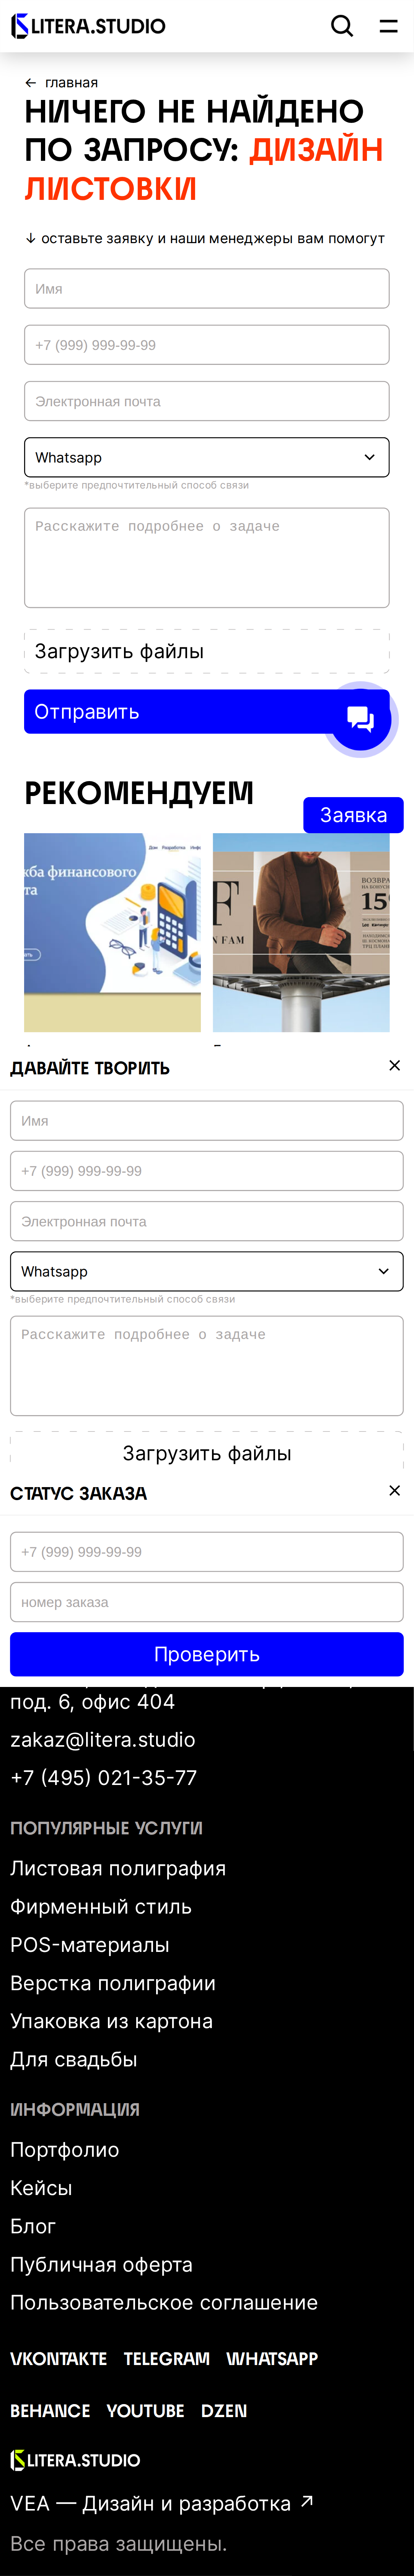 LITERA.STUDIO
← главная
НИЧЕГО НЕ НАЙДЕНО
ПО ЗАПРОСУ: ДИЗАЙН
ЛИСТОВКИ
↓ оставьте заявку и наши менеджеры вам помогут
Имя
+7 (999) 999-99-99
Электронная почта
Whatsapp
*выберите предпочтительный способ связи
Расскажите подробнее о задаче
Загрузить файлы
Отправить
РЕКОМЕНДУЕМ
Заявка
финансового
ВОЗВРА
15
N FAM
ДАВАЙТЕ ТВОРИТЬ
Имя
+7 (999) 999-99-99
Электронная почта
Whatsapp
*выберите предпочтительный способ связи
Расскажите подробнее о задаче
Загрузить файлы
СТАТУС ЗАКАЗА
+7 (999) 999-99-99
номер заказа
Проверить
под. 6, офис 404
zakaz@litera.studio
+7 (495) 021-35-77
ПОПУЛЯРНЫЕ УСЛУГИ
Листовая полиграфия
Фирменный стиль
POS-материалы
Верстка полиграфии
Упаковка из картона
Для свадьбы
ИНФОРМАЦИЯ
Портфолио
Кейсы
Блог
Публичная оферта
Пользовательское соглашение
VKONTAKTE TELEGRAM WHATSAPP
BEHANCE YOUTUBE DZEN
LITERA.STUDIO
VEA — Дизайн и разработка ↗
Все права защищены.